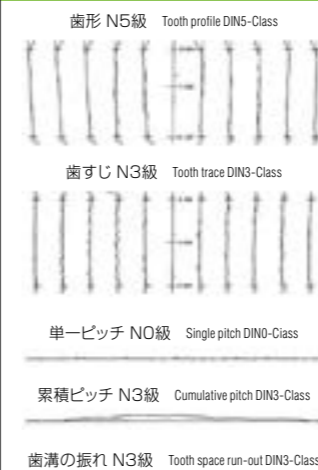 歯形 N5級 Tooth profile DIN5-Class
歯すじ N3級 Tooth trace DIN3-Class
単一ピッチ N0級 Single pitch DIN0-Ciass
累積ピッチ N3級 Cumulative pitch DIN3-Class
歯溝の振れ N3級 Tooth space run-out DIN3-Class